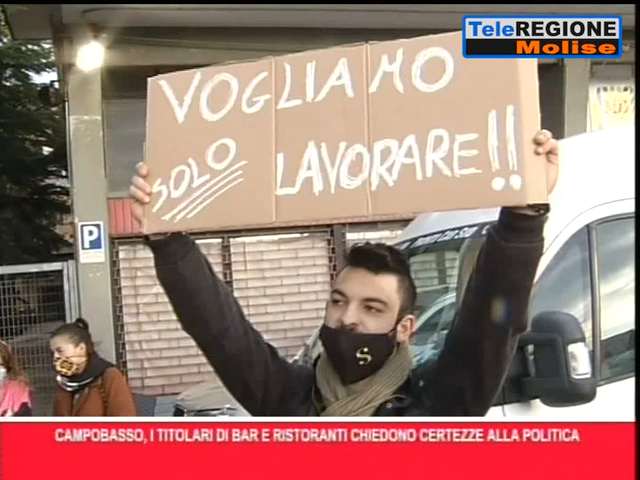 TeleREGIONE
Molise
VOGLIAMO
SOLO LAVORARE!!
P
S
CAMPOBASSO, I TITOLARI DI BAR E RISTORANTI CHIEDONO CERTEZZE ALLA POLITICA